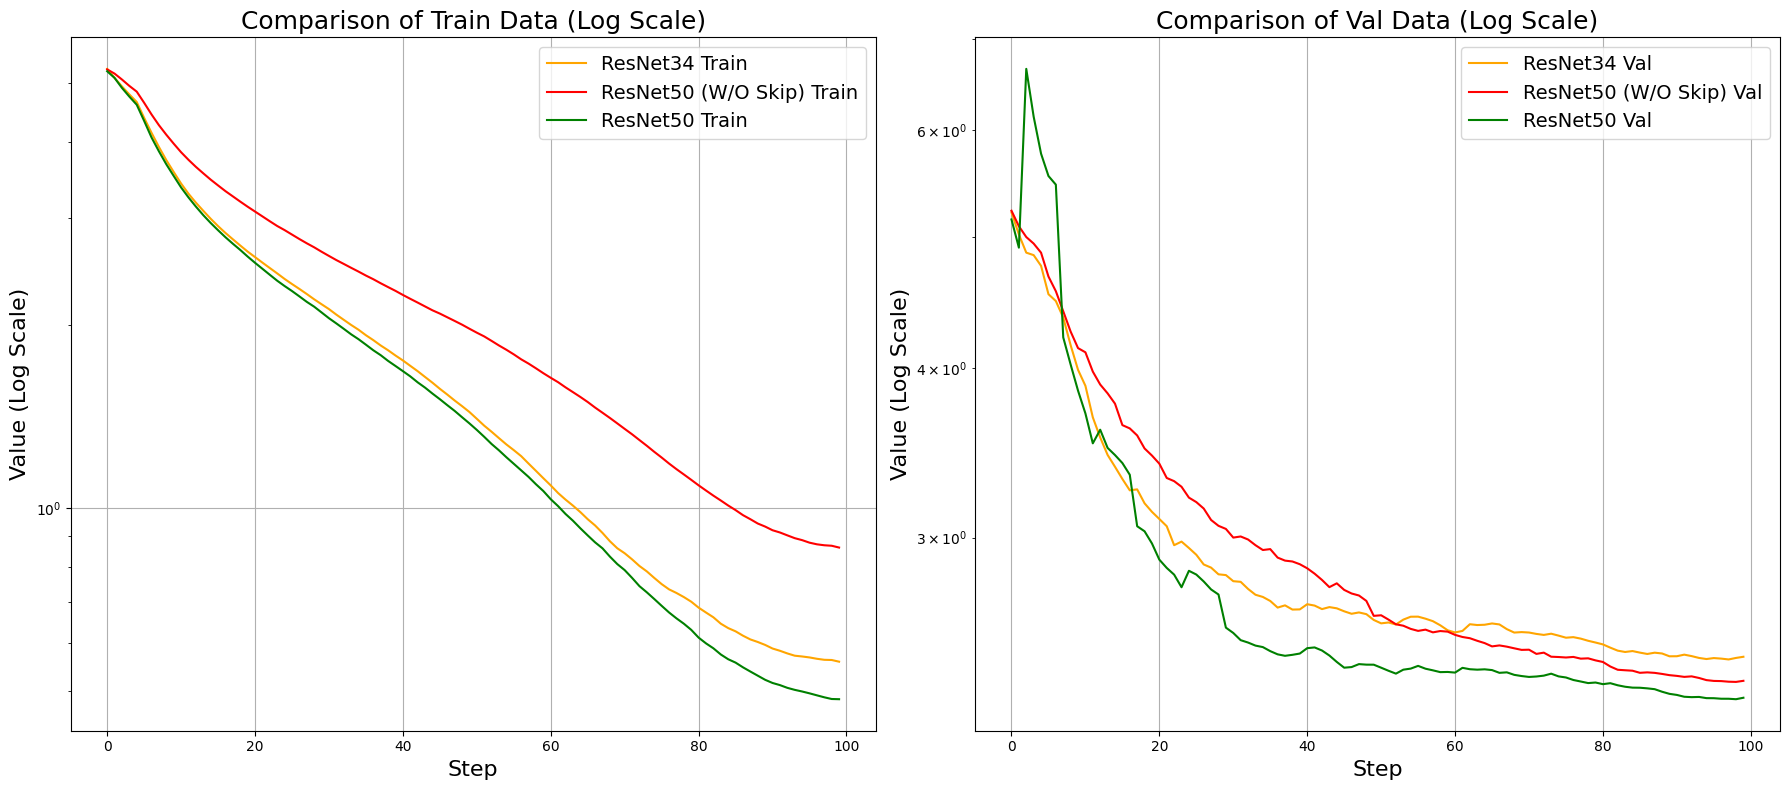 Comparison of Train Data (Log Scale)
Value (Log Scale)
10⁰
ResNet34 Train
ResNet50 (W/O Skip) Train
ResNet50 Train
0 20 40 60 80 100
Step
Comparison of Val Data (Log Scale)
Value (Log Scale)
6 × 10⁰
4 × 10⁰
3 × 10⁰
ResNet34 Val
ResNet50 (W/O Skip) Val
ResNet50 Val
0 20 40 60 80 100
Step